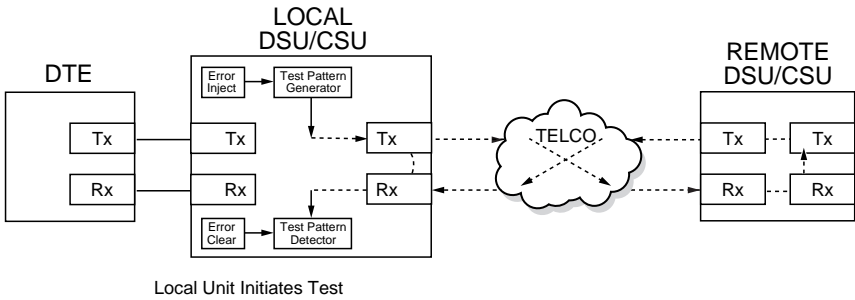 LOCAL
DSU/CSU
REMOTE
DSU/CSU
DTE
Error
Inject
Test Pattern
Generator
Tx
Tx
Tx
TELCO
Tx
Tx
Rx
Rx
Rx
Rx
Rx
Error
Clear
Test Pattern
Detector
Local Unit Initiates Test